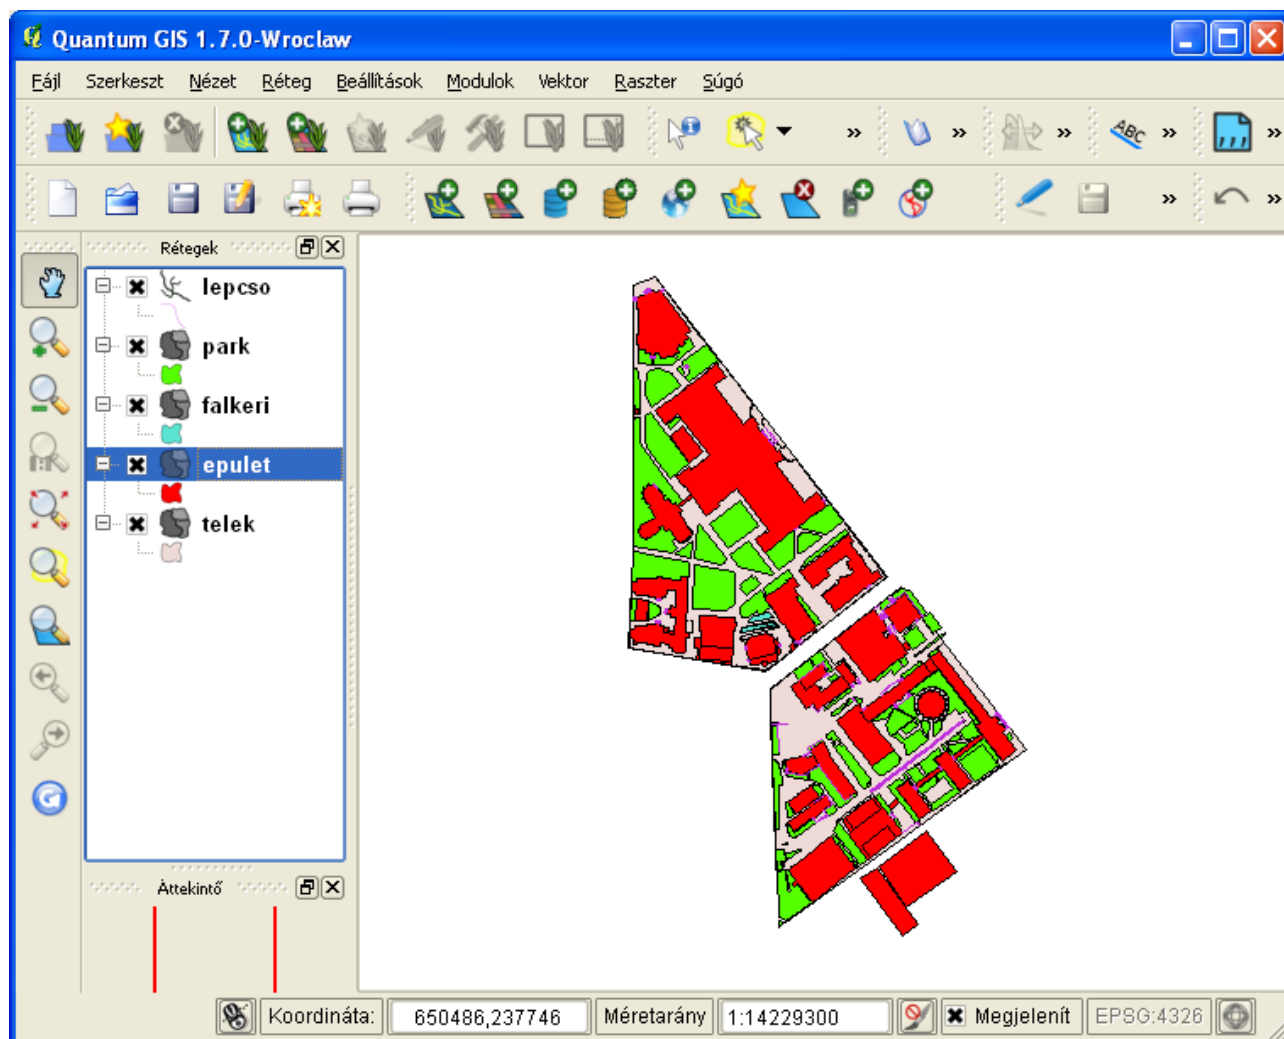 Quantum GIS 1.7.0-Wroclaw
Fájl Szerkeszt Nézet Réteg Beállítások Modulok Vektor Raszter Súgó
ABC
Rétegek
lepcso
park
falkeri
epulet
telek
Áttekintő
Koordináta: 650486,237746 Méretarány 1:14229300 Megjelenít EPSG:4326